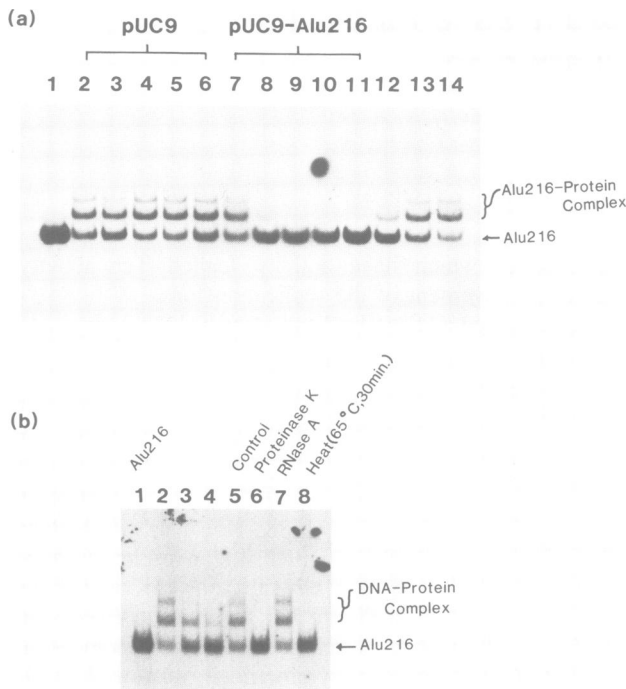 (a)
pUC9 pUC9-Alu216
1 2 3 4 5 6 7 8 9 10 11 12 13 14
Alu216-Protein
Complex
←Alu216
(b)
Alu216
Control
Proteinase K
RNase A
Heat(65°C,30min.)
1 2 3 4 5 6 7 8
DNA-Protein
Complex
←Alu216